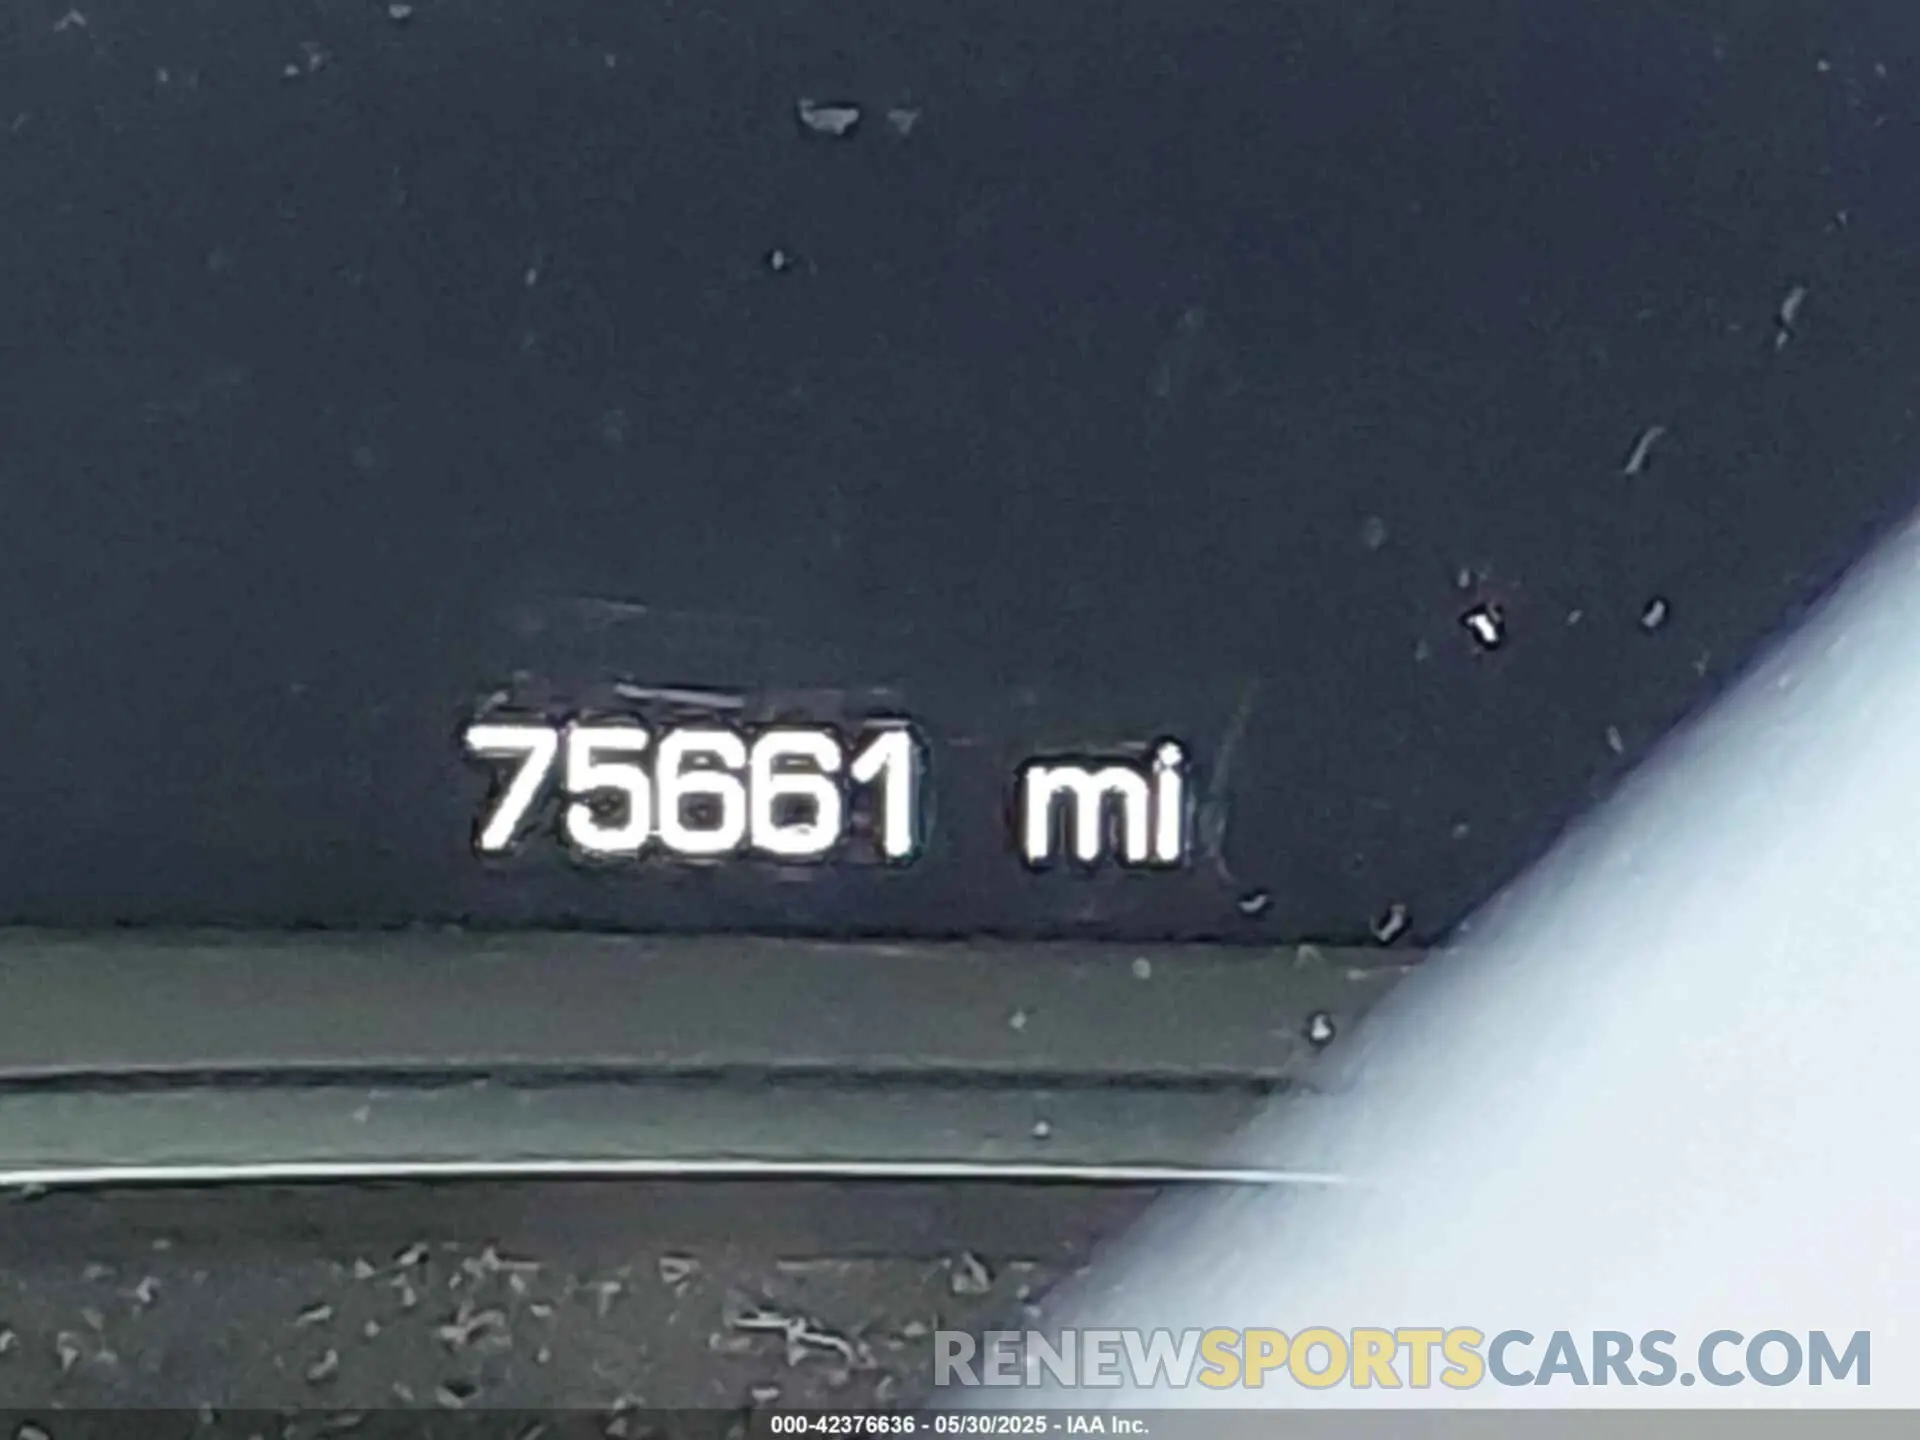 75661 mi
RENEWSPORTSCARS.COM
000-42376636 - 05/30/2025 - IAA Inc.